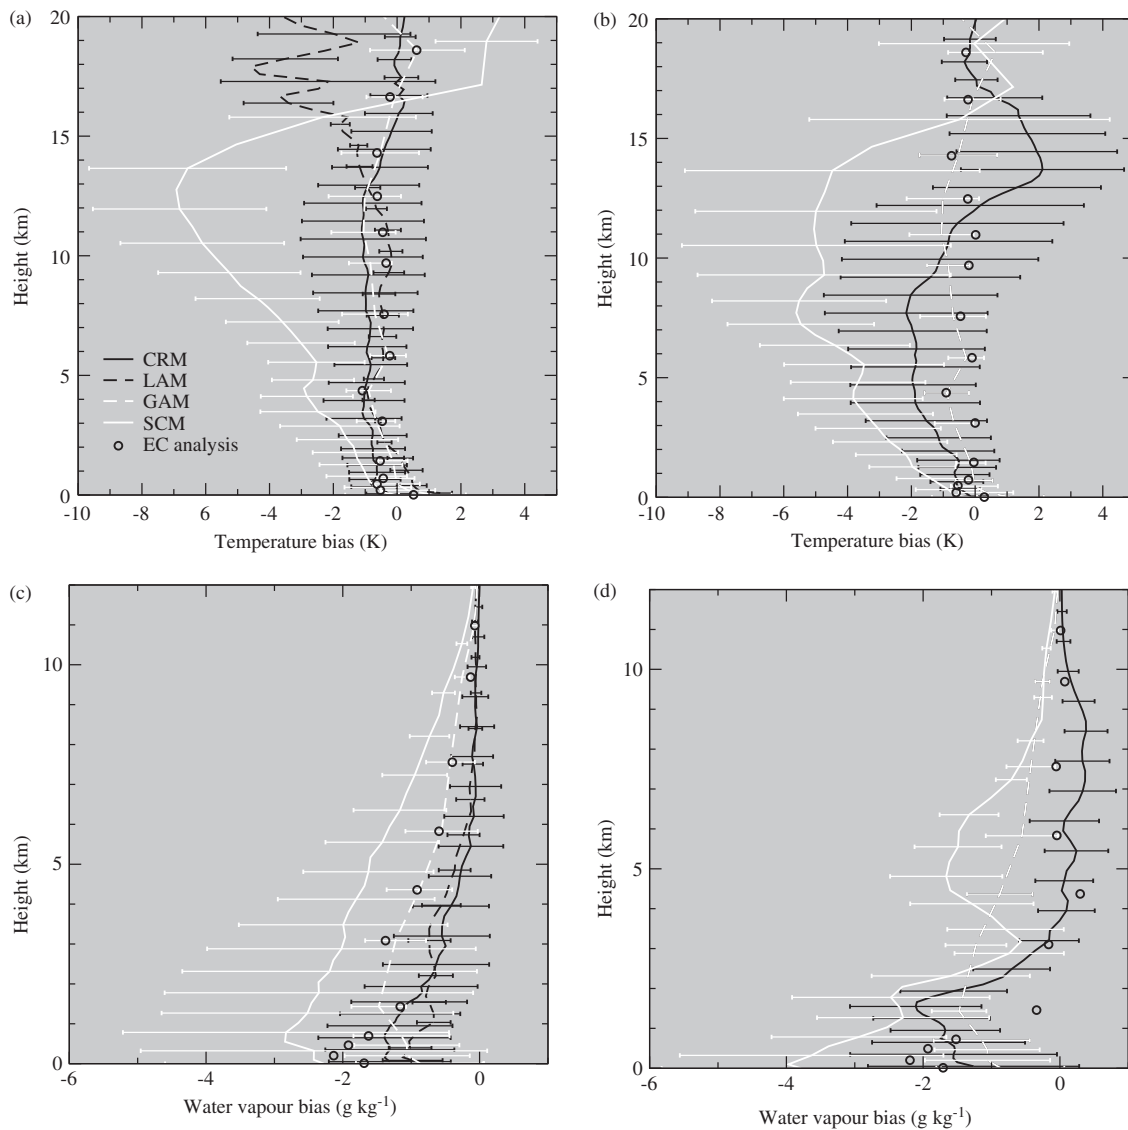 (a)
20
15
10
5
0
Height (km)
CRM
LAM
GAM
SCM
EC analysis
-10 -8 -6 -4 -2 0 2 4
Temperature bias (K)
(b)
20
15
10
5
0
Height (km)
-10 -8 -6 -4 -2 0 2 4
Temperature bias (K)
(c)
10
5
0
Height (km)
-6 -4 -2 0
Water vapour bias (g kg-1)
(d)
10
5
0
Height (km)
-6 -4 -2 0
Water vapour bias (g kg-1)